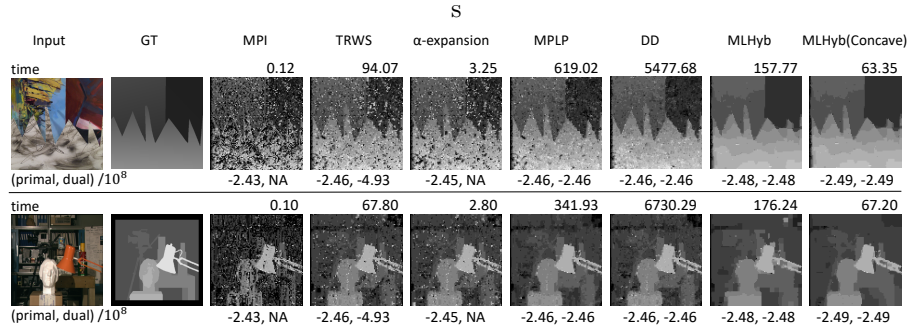 S
Input GT MPI TRWS α-expansion MPLP DD MLHyb MLHyb(Concave)
time 0.12 94.07 3.25 619.02 5477.68 157.77 63.35
(primal, dual) /10⁸ -2.43, NA -2.46, -4.93 -2.45, NA -2.46, -2.46 -2.46, -2.46 -2.48, -2.48 -2.49, -2.49
time 0.10 67.80 2.80 341.93 6730.29 176.24 67.20
(primal, dual) /10⁸ -2.43, NA -2.46, -4.93 -2.45, NA -2.46, -2.46 -2.46, -2.46 -2.48, -2.48 -2.49, -2.49